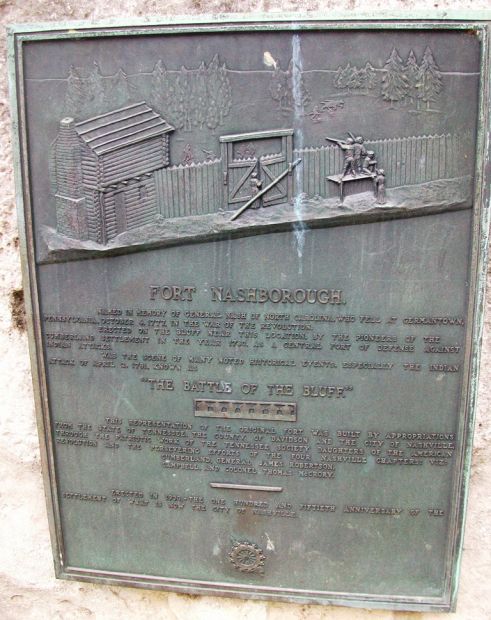 FORT NASHBOROUGH.
NAMED IN MEMORY OF GENERAL NASH OF NORTH CAROLINA, WHO FELL AT GERMANTOWN,
PENNSYLVANIA, OCTOBER 4, 1777, IN THE WAR OF THE REVOLUTION.
ERECTED ON THE BLUFF NEAR THIS LOCATION, BY THE PIONEERS OF THE
CUMBERLAND SETTLEMENT IN THE YEAR 1780, AS A CENTRAL FORT OF DEFENSE AGAINST
INDIAN ATTACKS.
WAS THE SCENE OF MANY NOTED HISTORICAL EVENTS, ESPECIALLY THE INDIAN
ATTACK OF APRIL 2, 1781, KNOWN AS
"THE BATTLE OF THE BLUFF."
THIS REPRESENTATION OF THE ORIGINAL FORT WAS BUILT BY APPROPRIATIONS
FROM THE STATE OF TENNESSEE, THE COUNTY OF DAVIDSON AND THE CITY OF NASHVILLE,
THROUGH THE PATRIOTIC WORK OF THE TENNESSEE SOCIETY DAUGHTERS OF THE AMERICAN
REVOLUTION AND THE PERSEVERING EFFORTS OF THE FOUR NASHVILLE CHAPTERS VIZ-
CUMBERLAND, GENERAL JAMES ROBERTSON,
CAMPBELL AND COLONEL THOMAS McCRORY.
ERECTED IN 1930-THE ONE HUNDRED AND FIFTIETH ANNIVERSARY OF THE
SETTLEMENT OF WHAT IS NOW THE CITY OF NASHVILLE.